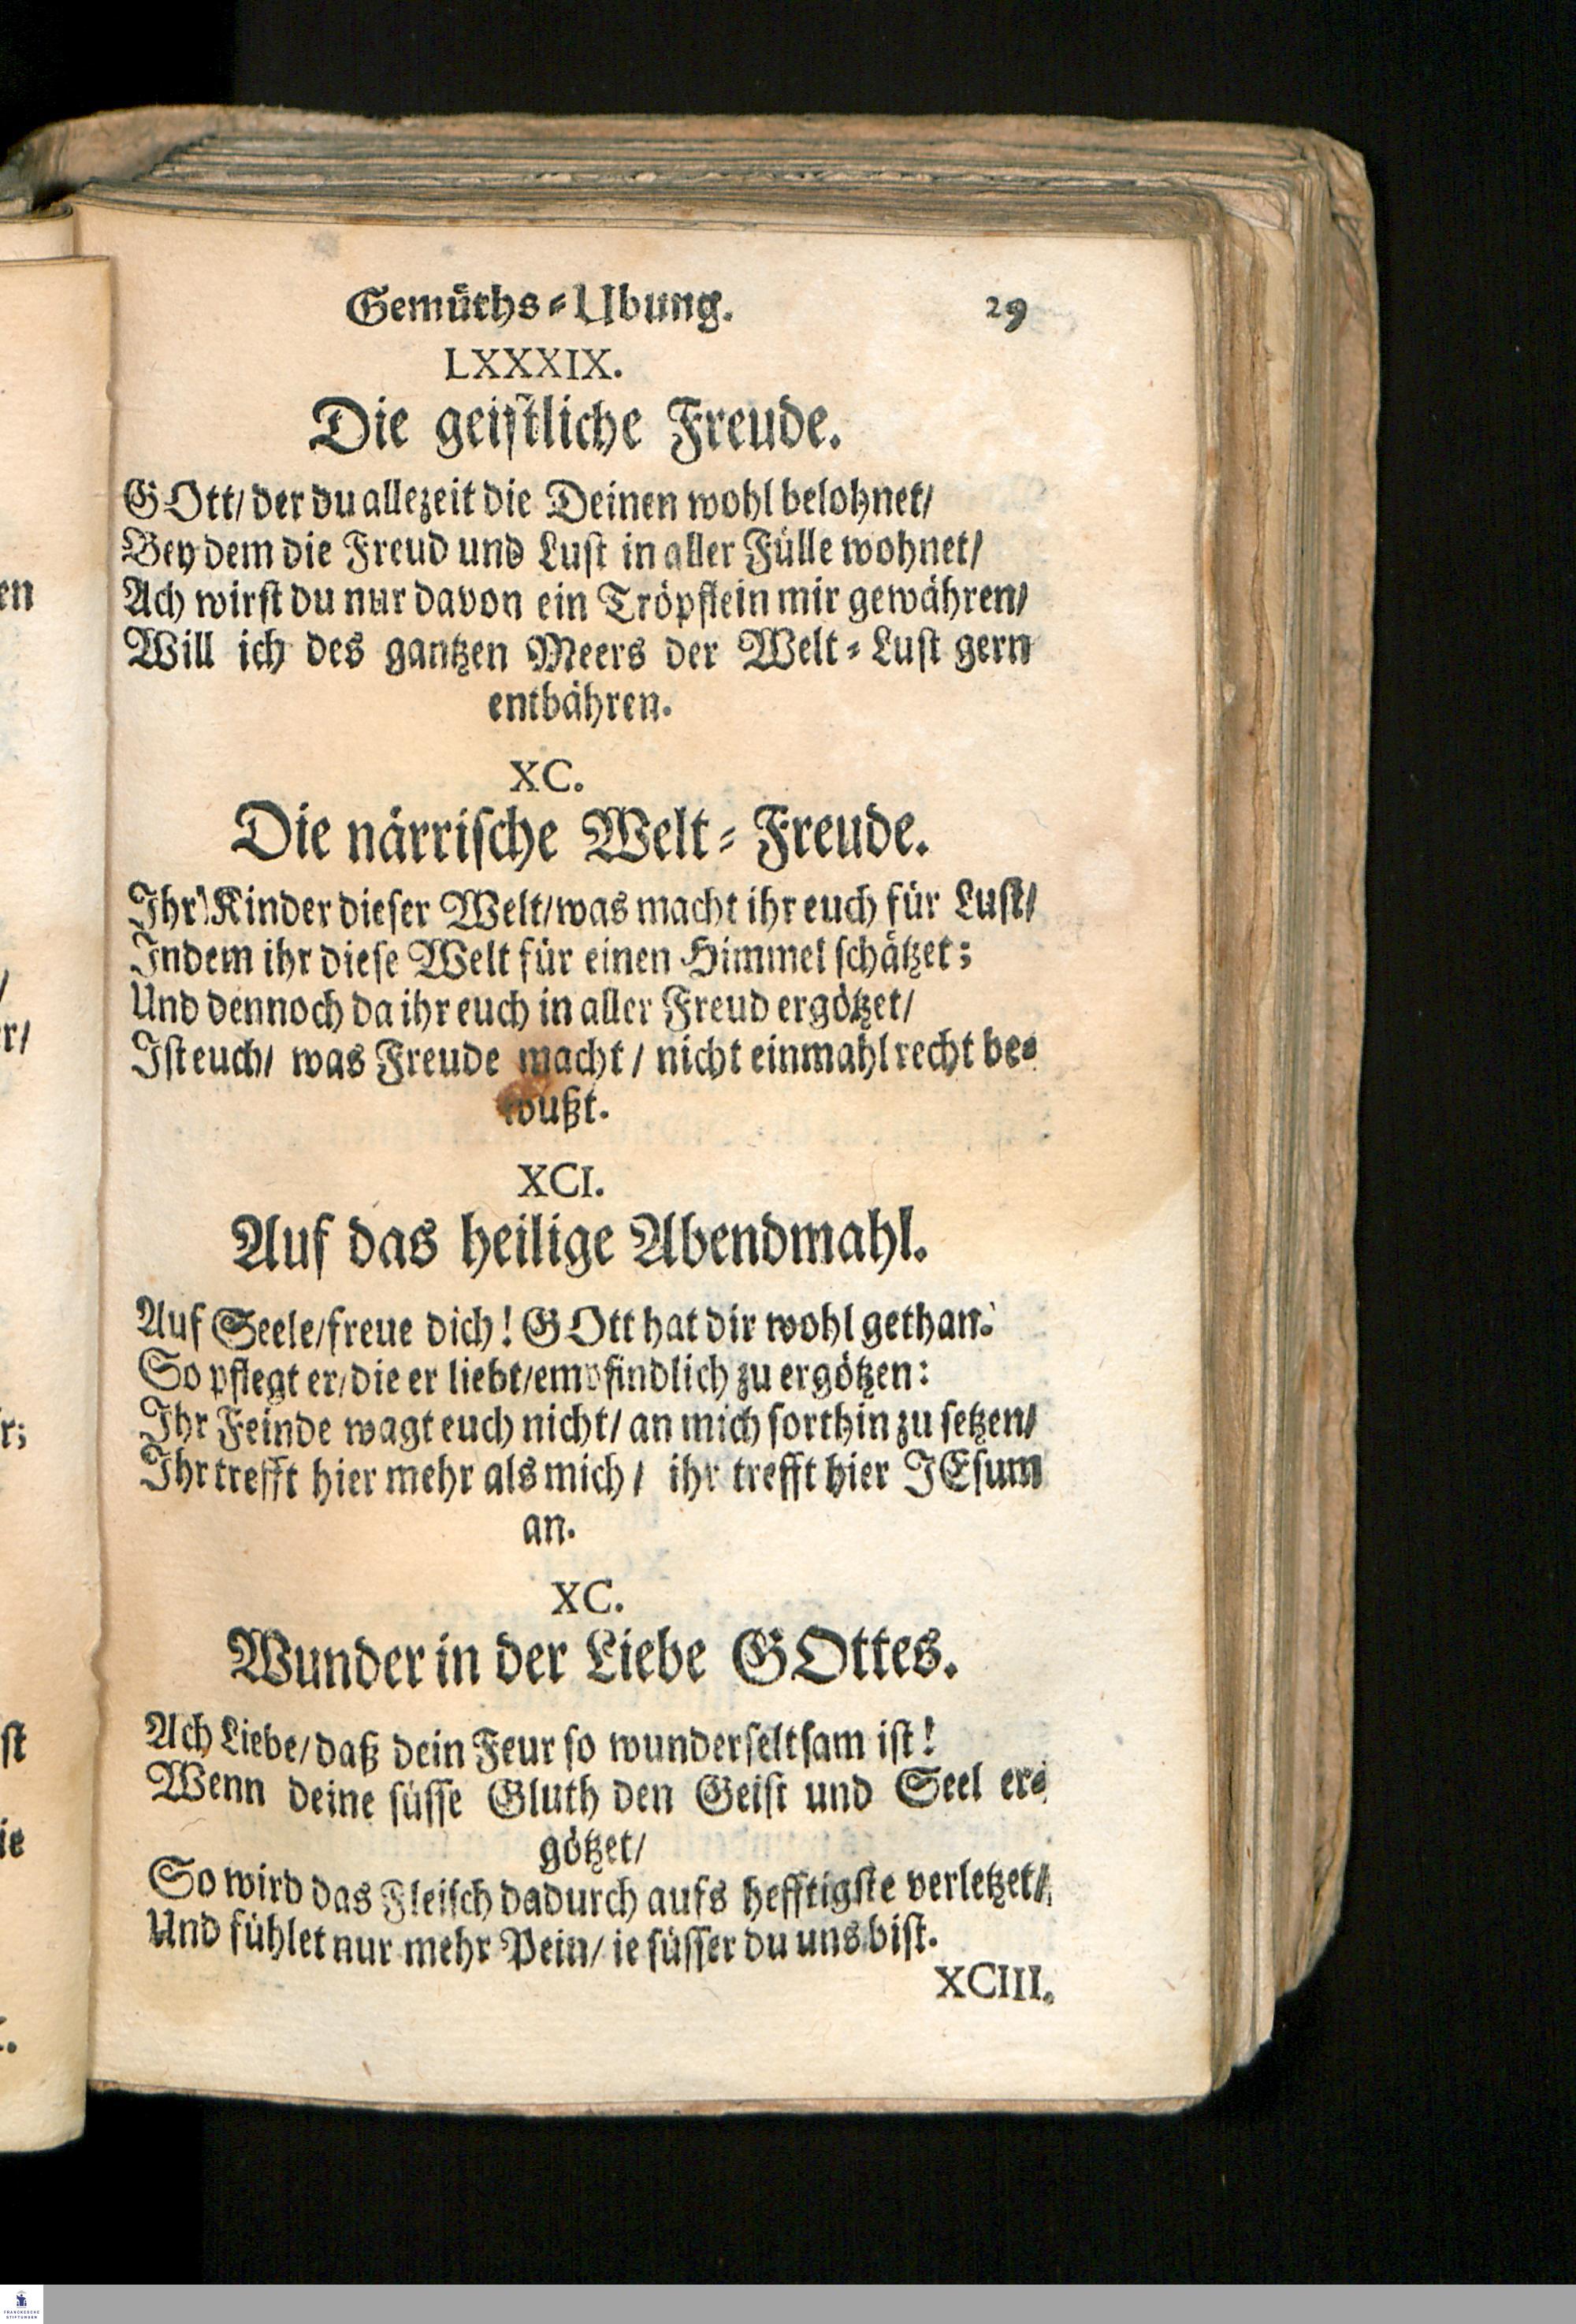 Gemüths-Ubung. 29
LXXXIX.
Die geistliche Freude.
GOtt/ der du allezeit die Deinen wohl belohnet/
Bey dem die Freud und Lust in aller Fülle wohnet/
Ach wirst du nur davon ein Tröpflein mir gewähren/
Will ich des gantzen Meers der Welt-Lust gern
entbähren.
XC.
Die närrische Welt-Freude.
Ihr Kinder dieser Welt/ was macht ihr euch für Lust/
Indem ihr diese Welt für einen Himmel schätzet;
Und dennoch da ihr euch in aller Freud ergötzet/
Ist euch/ was Freude macht/ nicht einmahl recht be-
wußt.
XCI.
Auf das heilige Abendmahl.
Auf Seele/ freue dich! GOtt hat dir wohl gethan.
So pflegt er/ die er liebt/ empfindlich zu ergötzen:
Ihr Feinde wagt euch nicht/ an mich forthin zu setzen/
Ihr trefft hier mehr als mich/ ihr trefft hier JEsum
an.
XC.
Wunder in der Liebe GOttes.
Ach Liebe/ daß dein Feur so wunderseltsam ist!
Wenn deine süsse Gluth den Geist und Seel er-
götzet/
So wird das Fleisch dadurch aufs hefftigste verletzet/
Und fühlet nur mehr Pein/ ie süsser du uns bist.
XCIII.